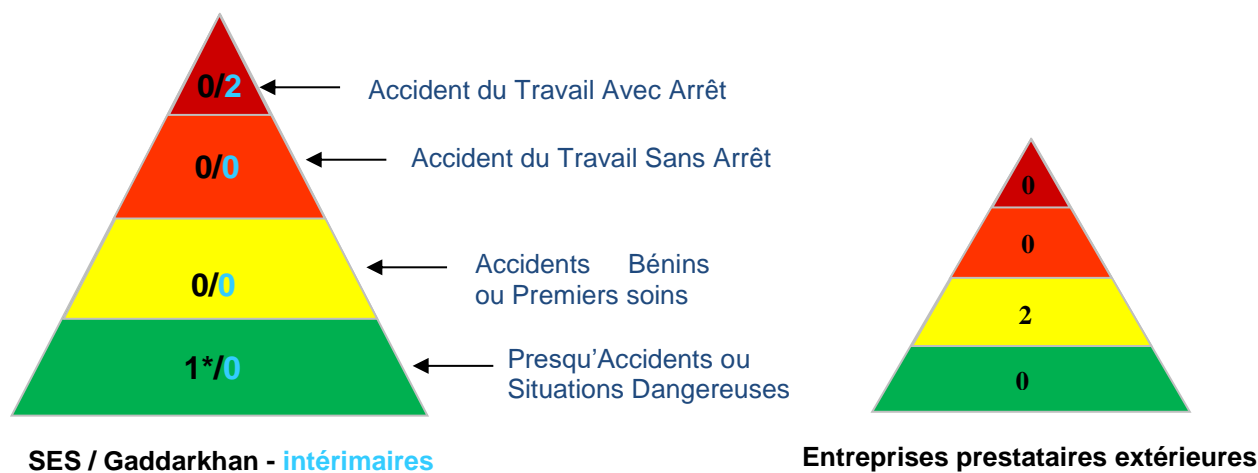 0/2
Accident du Travail Avec Arrêt
0/0
Accident du Travail Sans Arrêt
0/0
Accidents Bénins
ou Premiers soins
1*/0
Presqu'Accidents ou
Situations Dangereuses
SES / Gaddarkhan - intérimaires
0
0
2
0
Entreprises prestataires extérieures